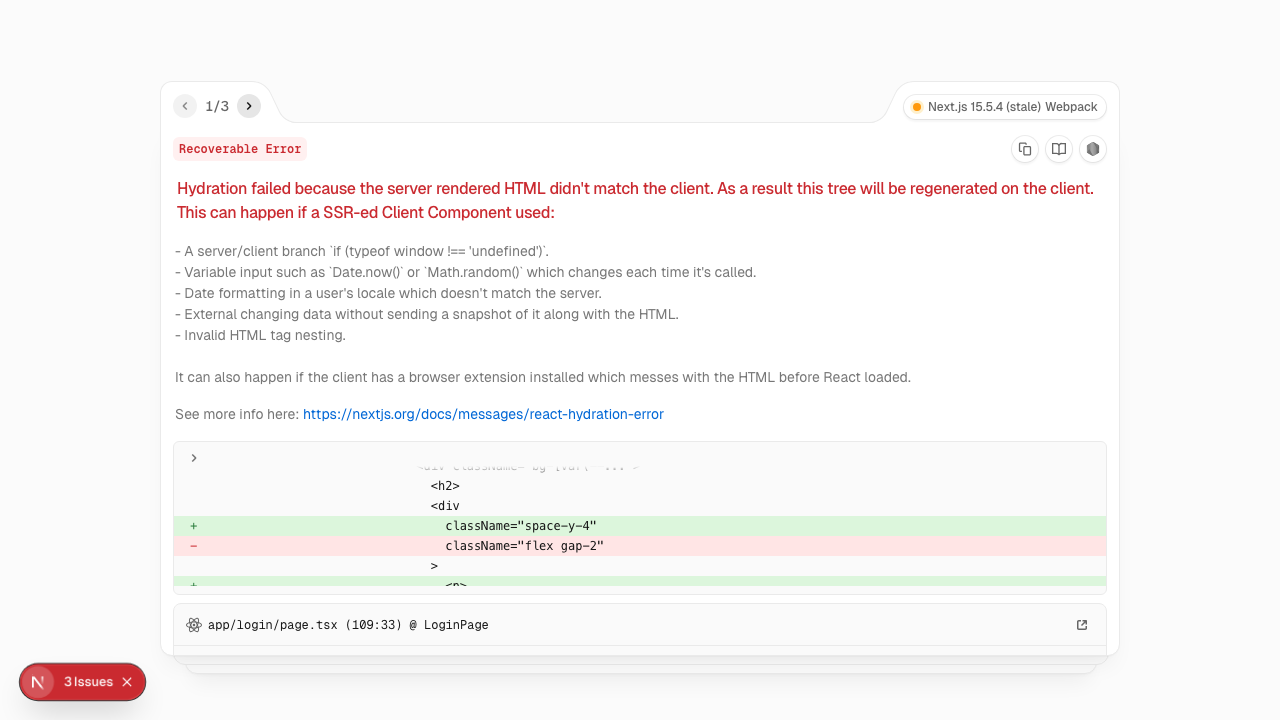 1/3
Next.js 15.5.4 (stale) Webpack
Recoverable Error
Hydration failed because the server rendered HTML didn't match the client. As a result this tree will be regenerated on the client.
This can happen if a SSR-ed Client Component used:
- A server/client branch `if (typeof window !== 'undefined')`.
- Variable input such as `Date.now()` or `Math.random()` which changes each time it's called.
- Date formatting in a user's locale which doesn't match the server.
- External changing data without sending a snapshot of it along with the HTML.
- Invalid HTML tag nesting.
It can also happen if the client has a browser extension installed which messes with the HTML before React loaded.
See more info here: https://nextjs.org/docs/messages/react-hydration-error
<h2>
<div
+ className="space-y-4"
- className="flex gap-2"
>
+ <p>
app/login/page.tsx (109:33) @ LoginPage
N 3 Issues